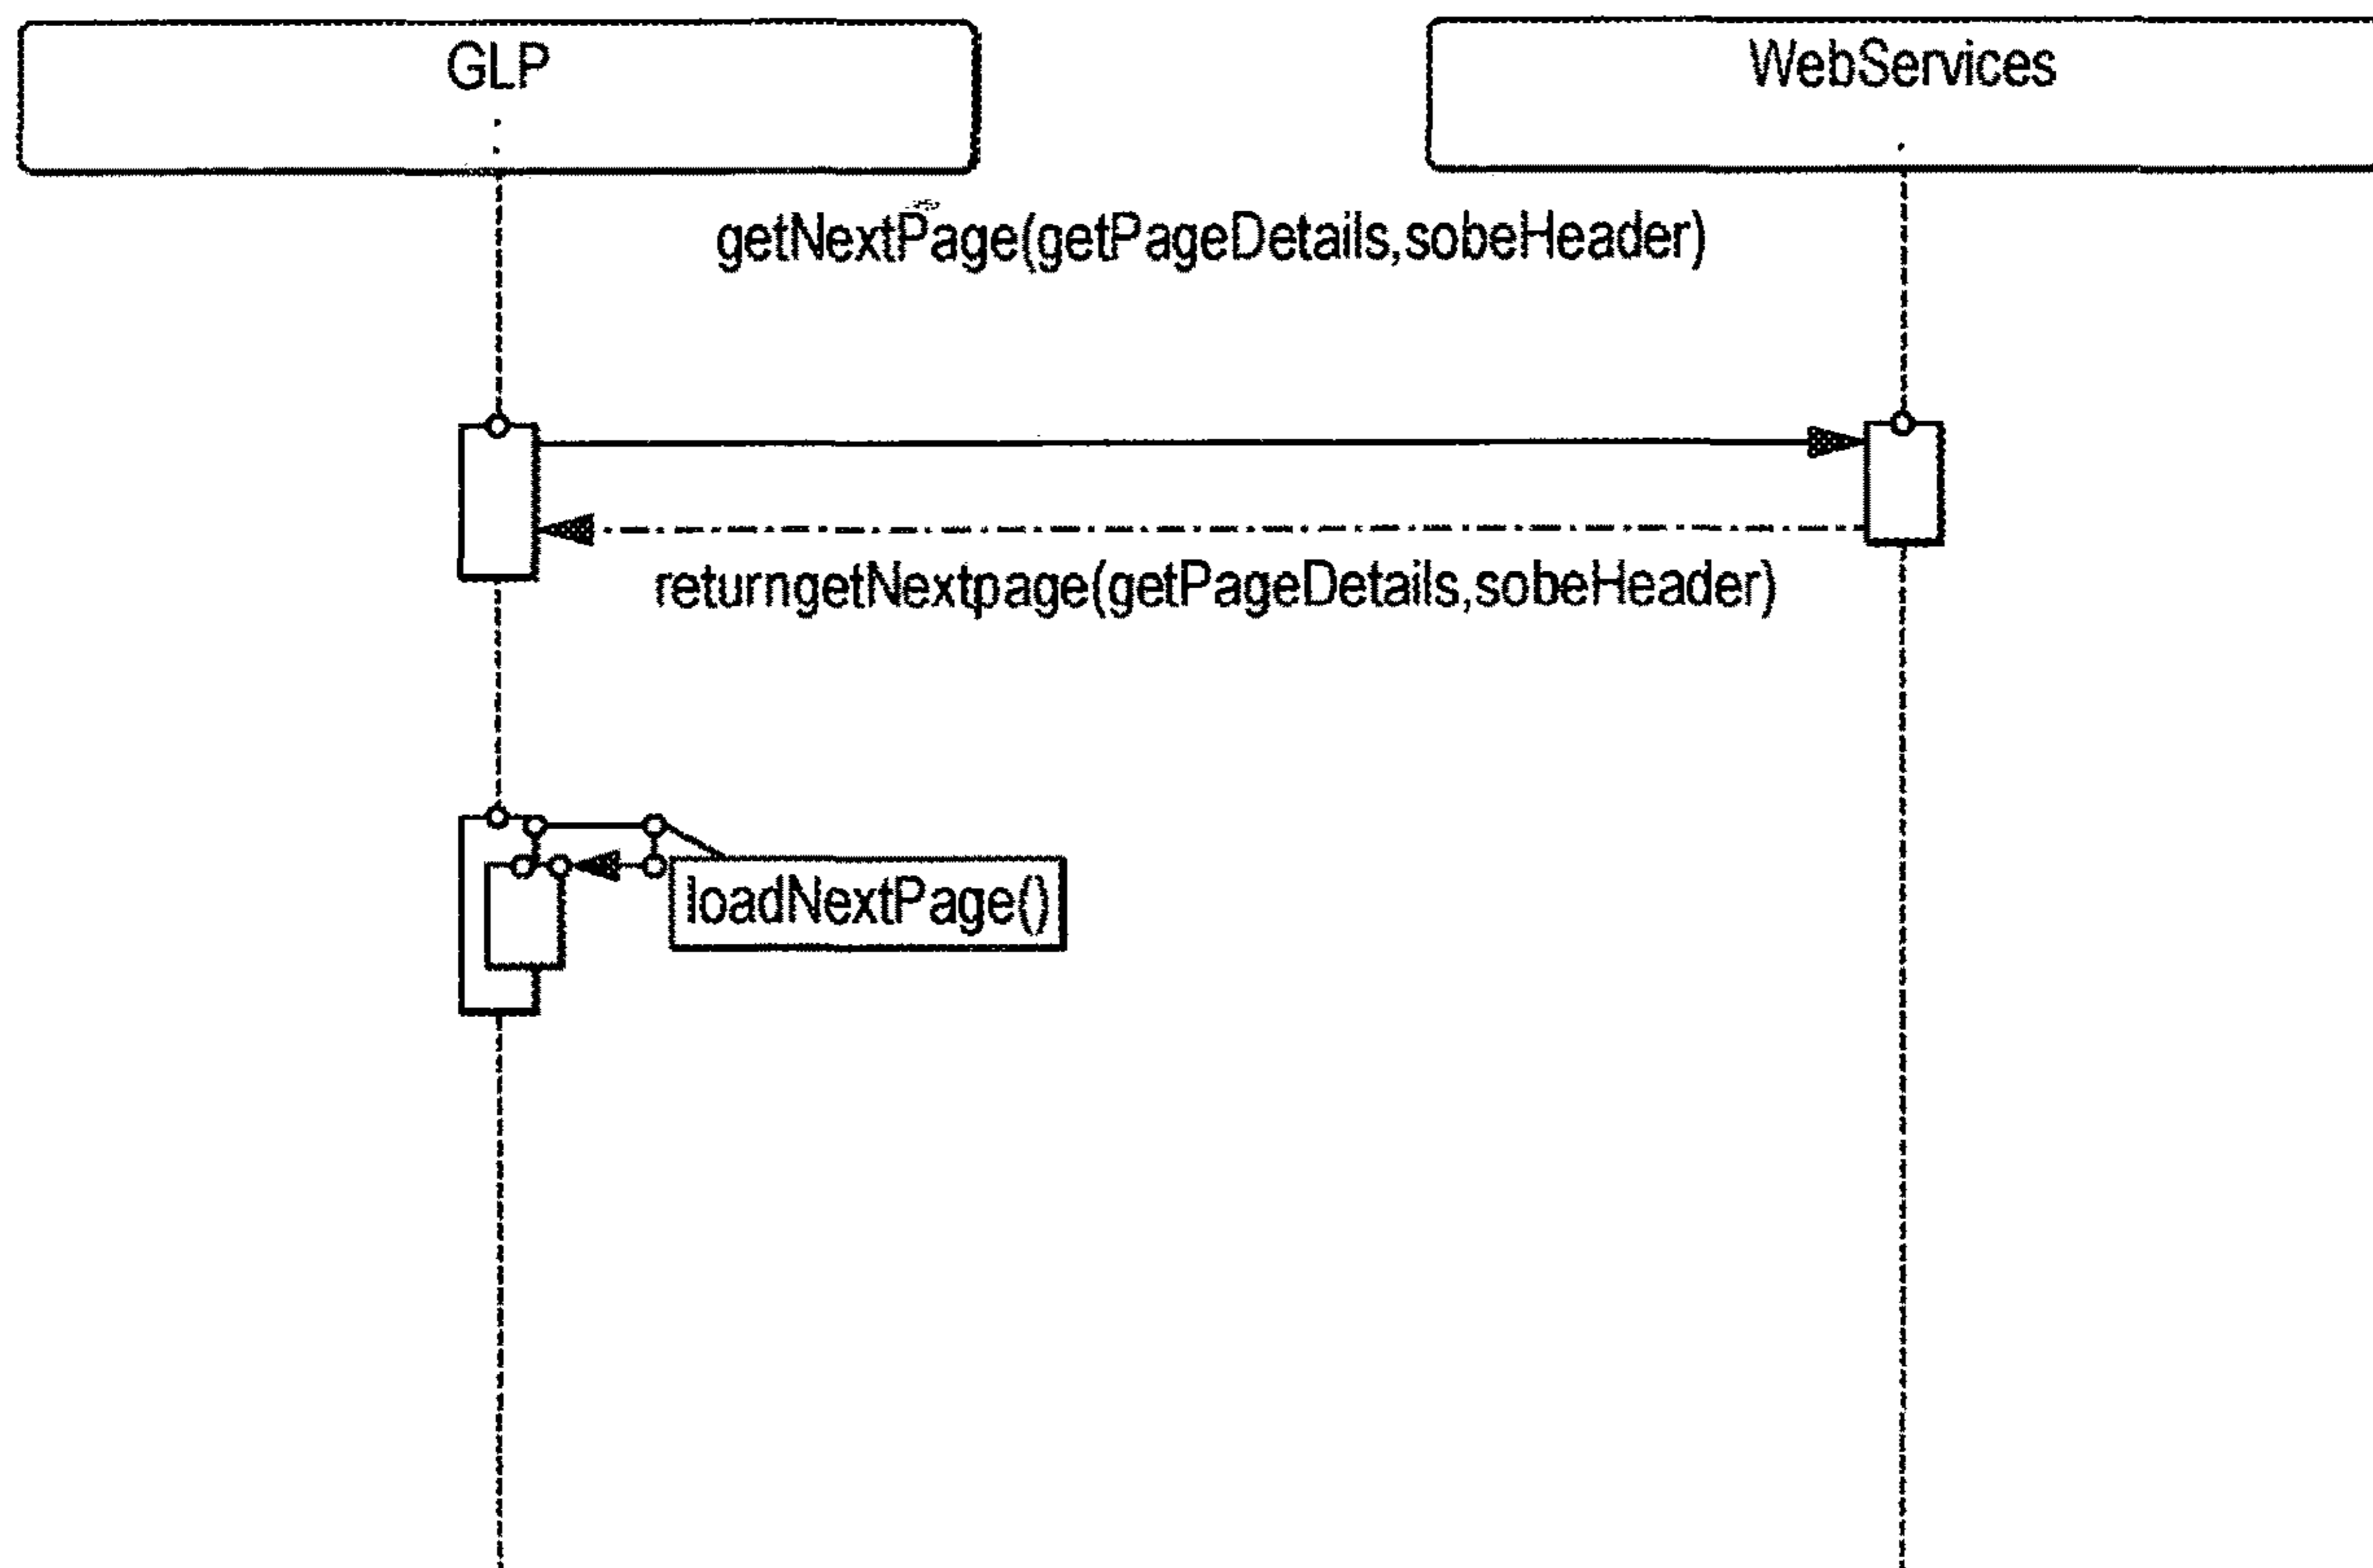 GLP
WebServices
getNextPage(getPageDetails,sobeHeader)
returngetNextpage(getPageDetails,sobeHeader)
loadNextPage()